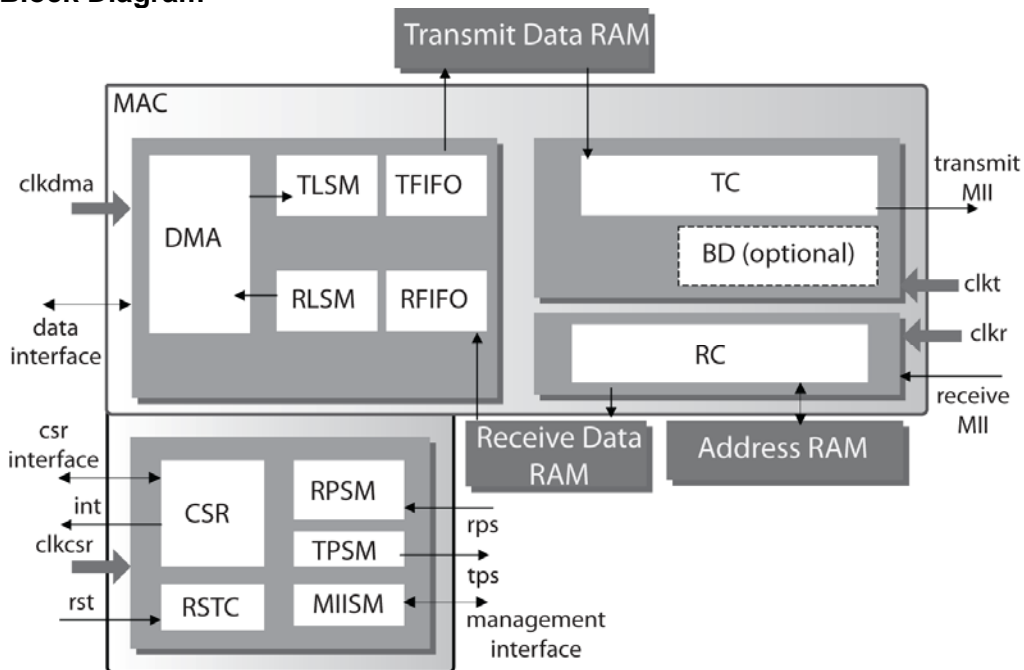 Block Diagram
Transmit Data RAM
MAC
clkdma
TLSM
TFIFO
TC
transmit
MII
DMA
BD (optional)
clkt
data
interface
RLSM
RFIFO
RC
clkr
receive
MII
csr
interface
Receive Data
RAM
Address RAM
int
CSR
RPSM
rps
clkcsr
TPSM
tps
rst
RSTC
MIISM
management
interface